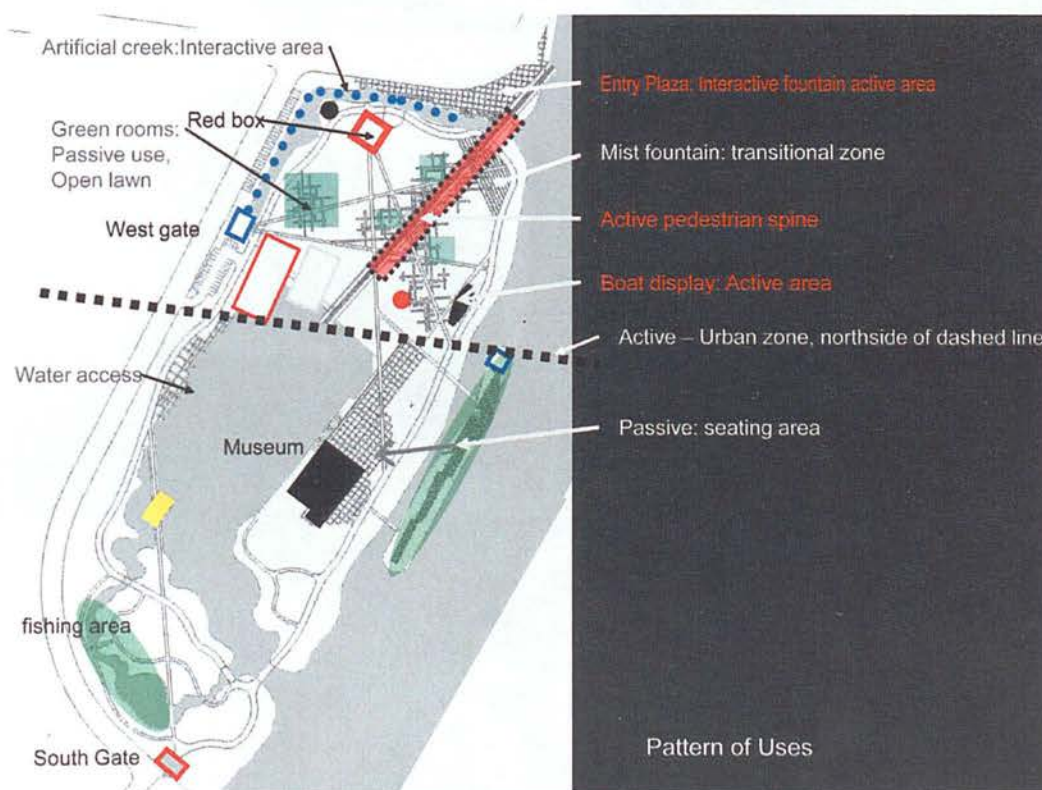 Artificial creek:Interactive area
Red box
Green rooms:
Passive use,
Open lawn
West gate
Water access
Museum
fishing area
South Gate
Entry Plaza: Interactive fountain active area
Mist fountain: transitional zone
Active pedestrian spine
Boat display: Active area
Active – Urban zone, northside of dashed line
Passive: seating area
Pattern of Uses